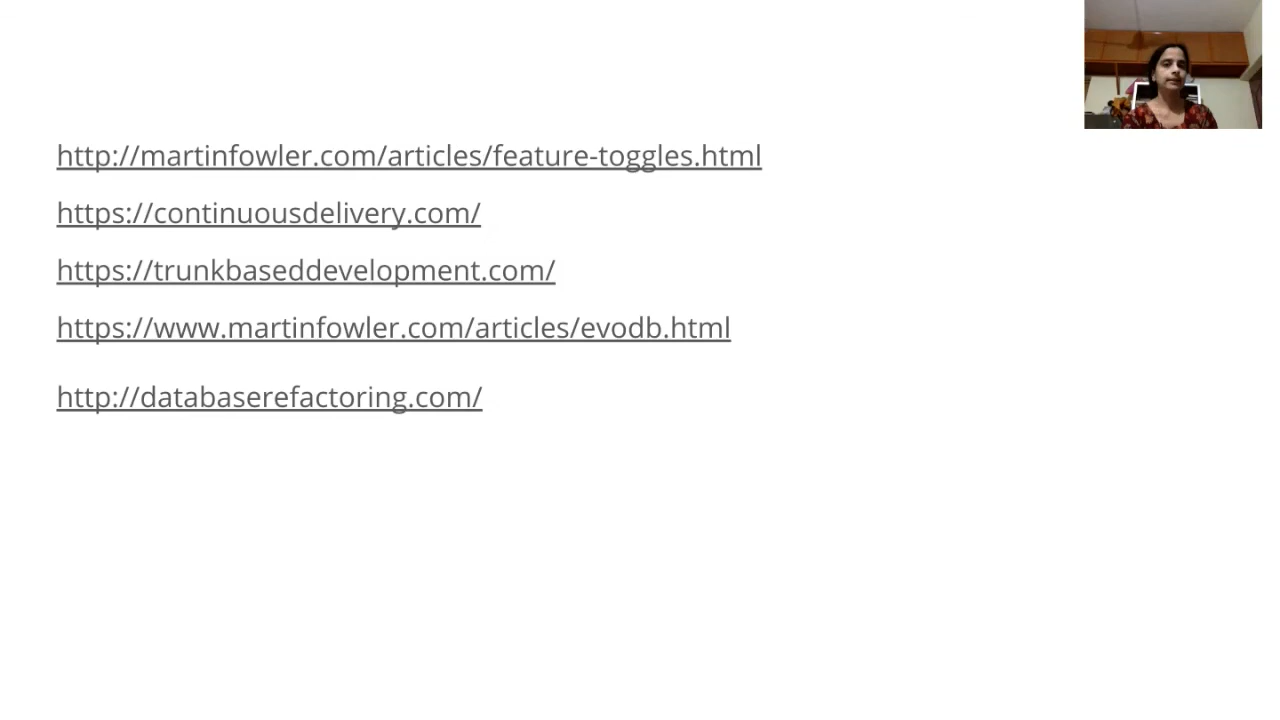 http://martinfowler.com/articles/feature-toggles.html
https://continuousdelivery.com/
https://trunkbaseddevelopment.com/
https://www.martinfowler.com/articles/evodb.html
http://databaserefactoring.com/